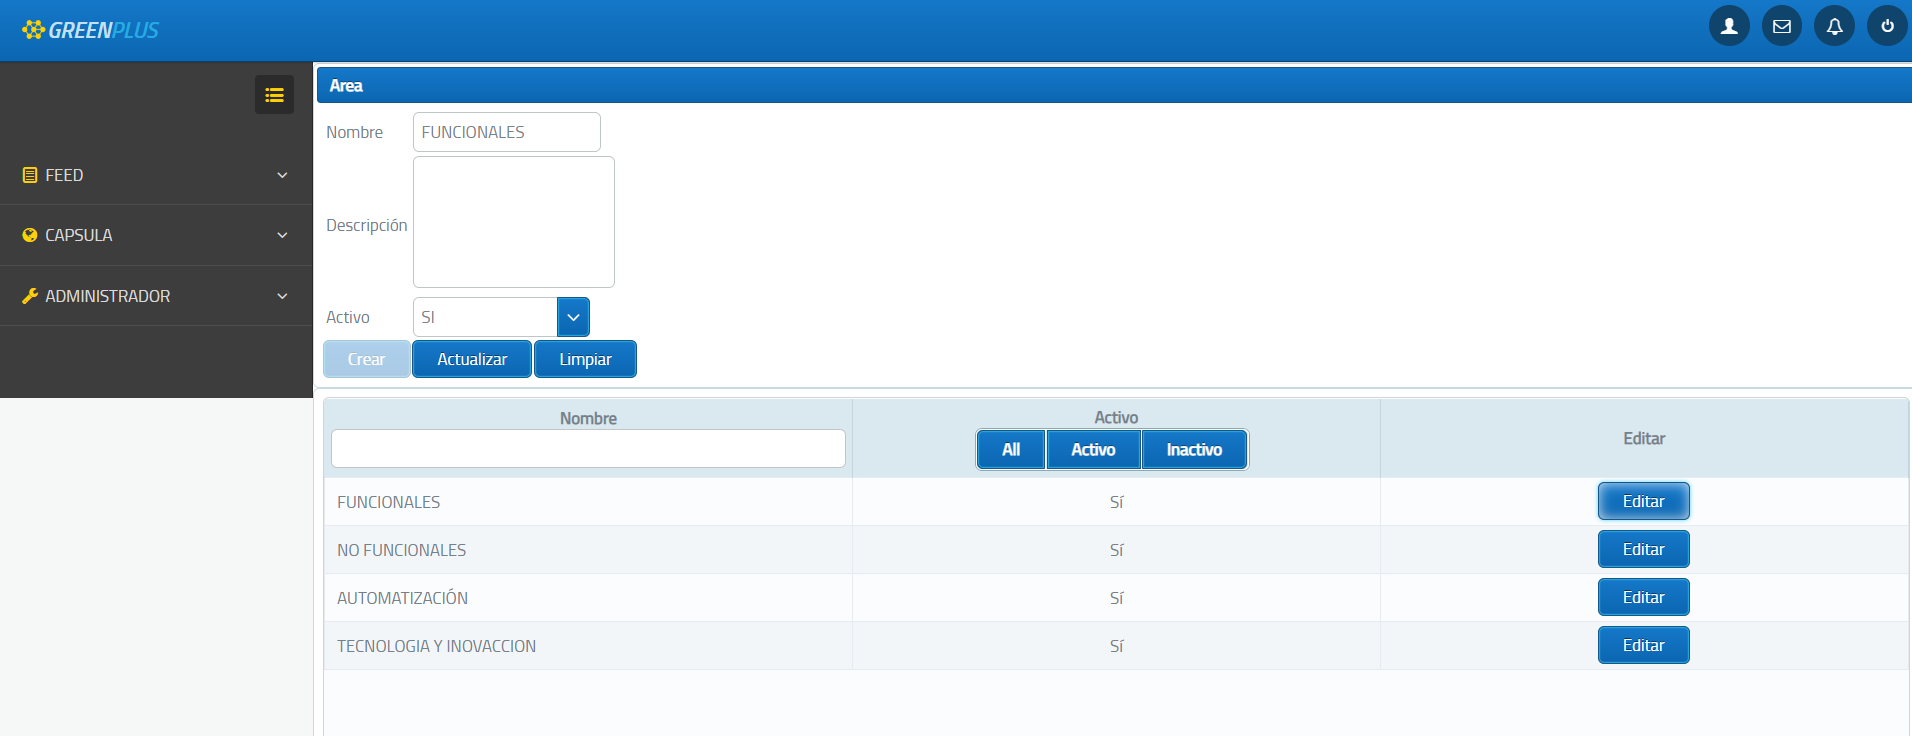 GREENPLUS
Area
Nombre FUNCIONALES
FEED
Descripción
CAPSULA
ADMINISTRADOR
Activo SI
Crear Actualizar Limpiar
Nombre Activo Editar
All Activo Inactivo
FUNCIONALES Sí Editar
NO FUNCIONALES Sí Editar
AUTOMATIZACIÓN Sí Editar
TECNOLOGIA Y INOVACCION Sí Editar